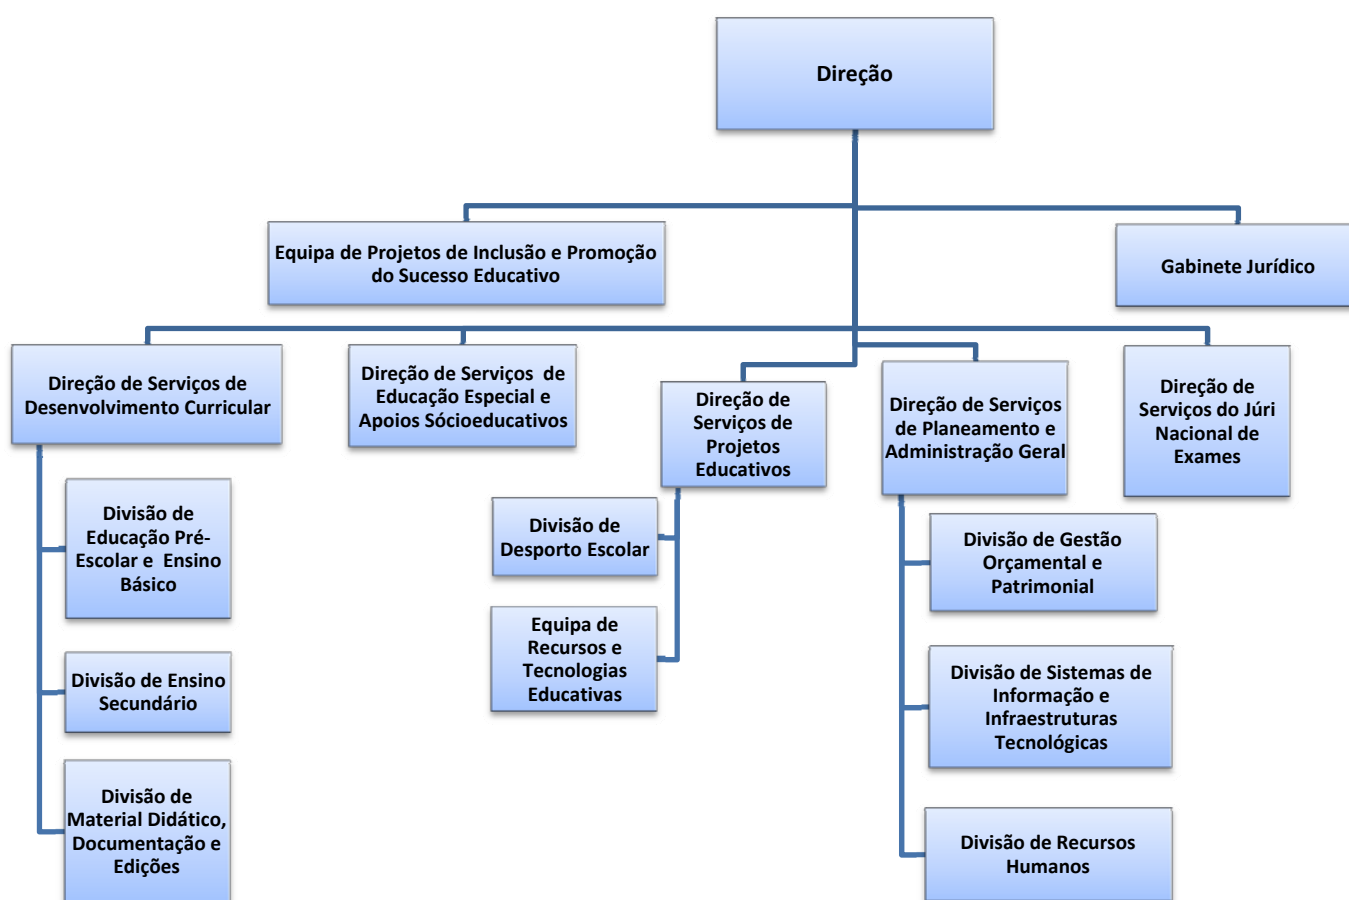 Direção
Equipa de Projetos de Inclusão e Promoção
do Sucesso Educativo
Gabinete Jurídico
Direção de Serviços de
Desenvolvimento Curricular
Direção de Serviços de
Educação Especial e
Apoios Sócioeducativos
Direção de
Serviços de
Projetos
Educativos
Direção de Serviços
de Planeamento e
Administração Geral
Direção de
Serviços do Júri
Nacional de
Exames
Divisão de
Educação Pré-
Escolar e Ensino
Básico
Divisão de Ensino
Secundário
Divisão de
Material Didático,
Documentação e
Edições
Divisão de
Desporto Escolar
Equipa de
Recursos e
Tecnologias
Educativas
Divisão de Gestão
Orçamental e
Patrimonial
Divisão de Sistemas de
Informação e
Infraestruturas
Tecnológicas
Divisão de Recursos
Humanos